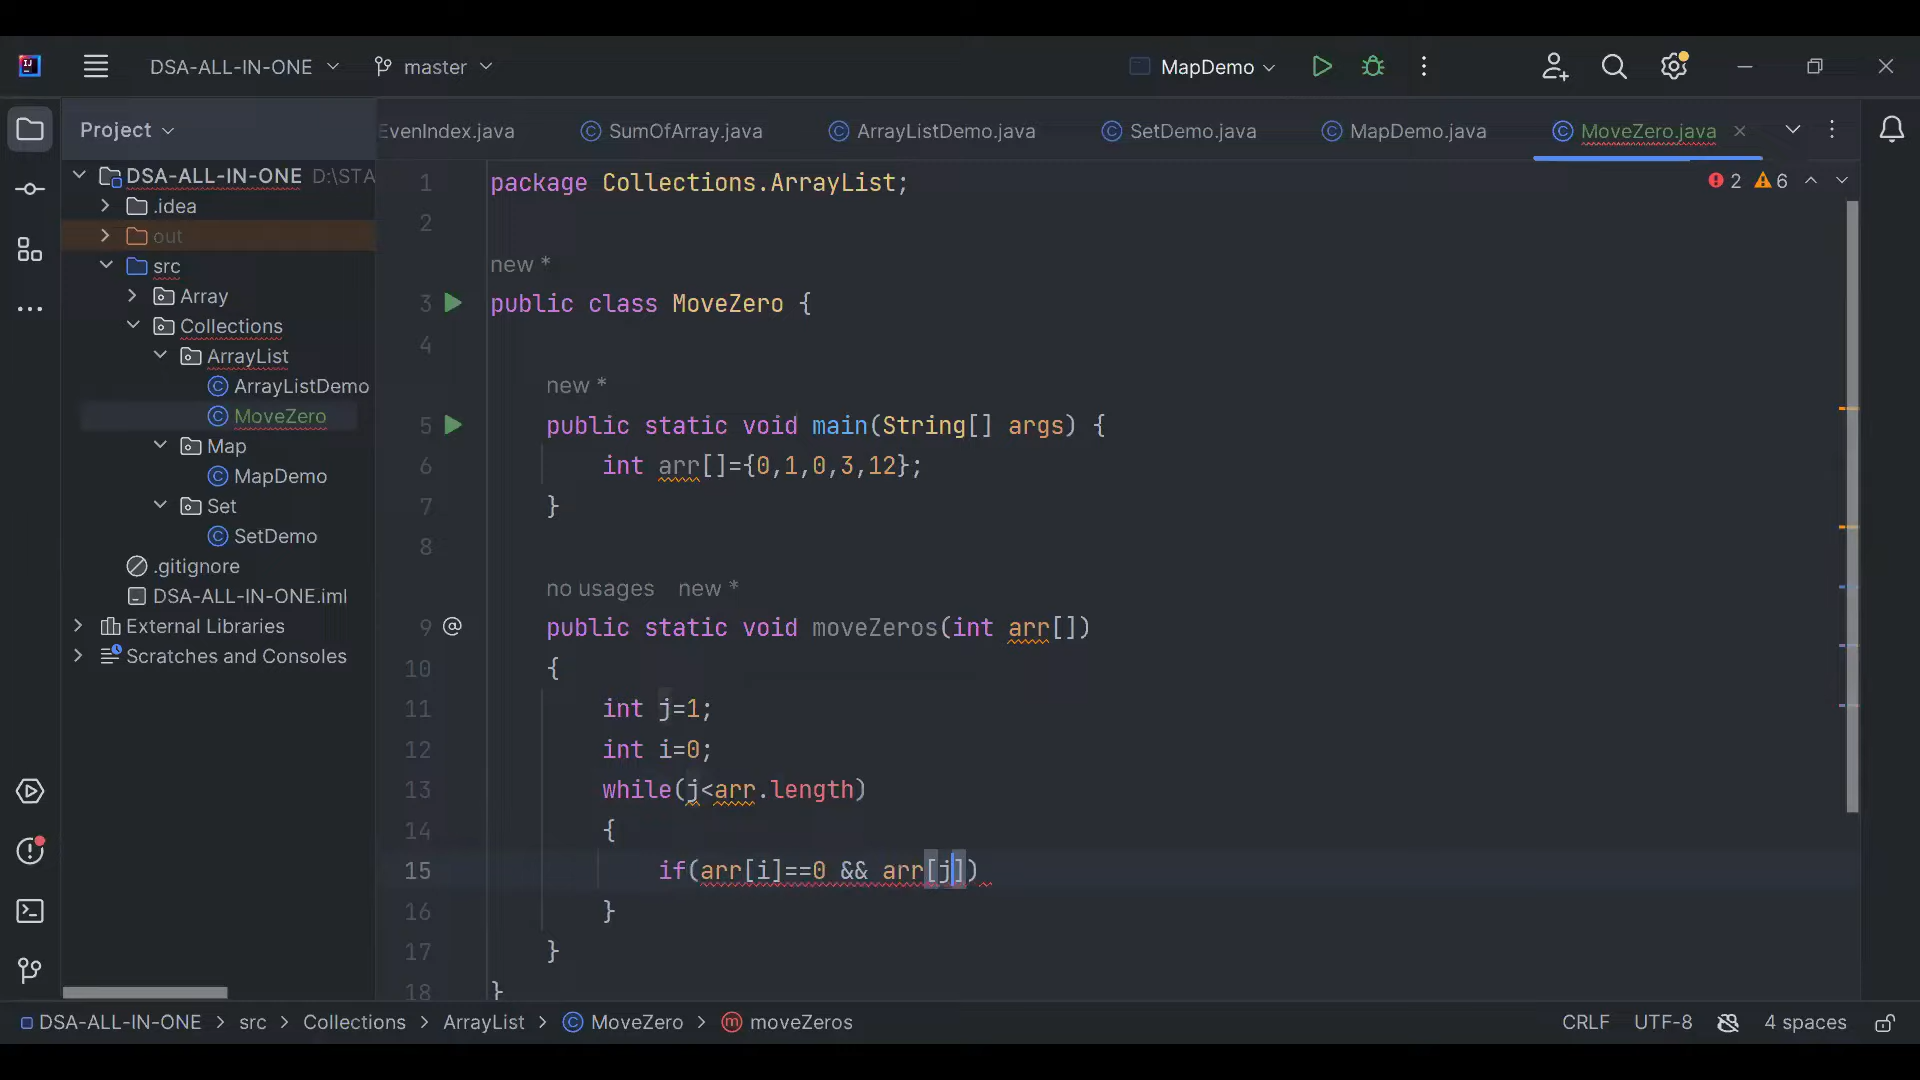 DSA-ALL-IN-ONE
master
MapDemo
Project
EvenIndex.java
SumOfArray.java
ArrayListDemo.java
SetDemo.java
MapDemo.java
MoveZero.java
DSA-ALL-IN-ONE D:\STA
.idea
out
src
Array
Collections
ArrayList
ArrayListDemo
MoveZero
Map
MapDemo
Set
SetDemo
.gitignore
DSA-ALL-IN-ONE.iml
External Libraries
Scratches and Consoles
2 6
1 package Collections.ArrayList;
2
new *
3 public class MoveZero {
4
new *
5 public static void main(String[] args) {
6 int arr[]={0,1,0,3,12};
7 }
8
no usages new *
9 @ public static void moveZeros(int arr[])
10 {
11 int j=1;
12 int i=0;
13 while(j<arr.length)
14 {
15 if(arr[i]==0 && arr[j])
16 }
17 }
18 }
DSA-ALL-IN-ONE > src > Collections > ArrayList > MoveZero > moveZeros
CRLF UTF-8 4 spaces